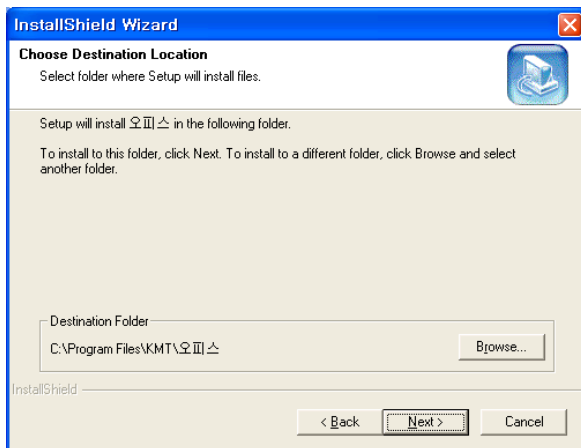 InstallShield Wizard
Choose Destination Location
Select folder where Setup will install files.
Setup will install 오피스 in the following folder.
To install to this folder, click Next. To install to a different folder, click Browse and select
another folder.
Destination Folder
C:\Program Files\KMT\오피스
Browse...
InstallShield
< Back
Next >
Cancel